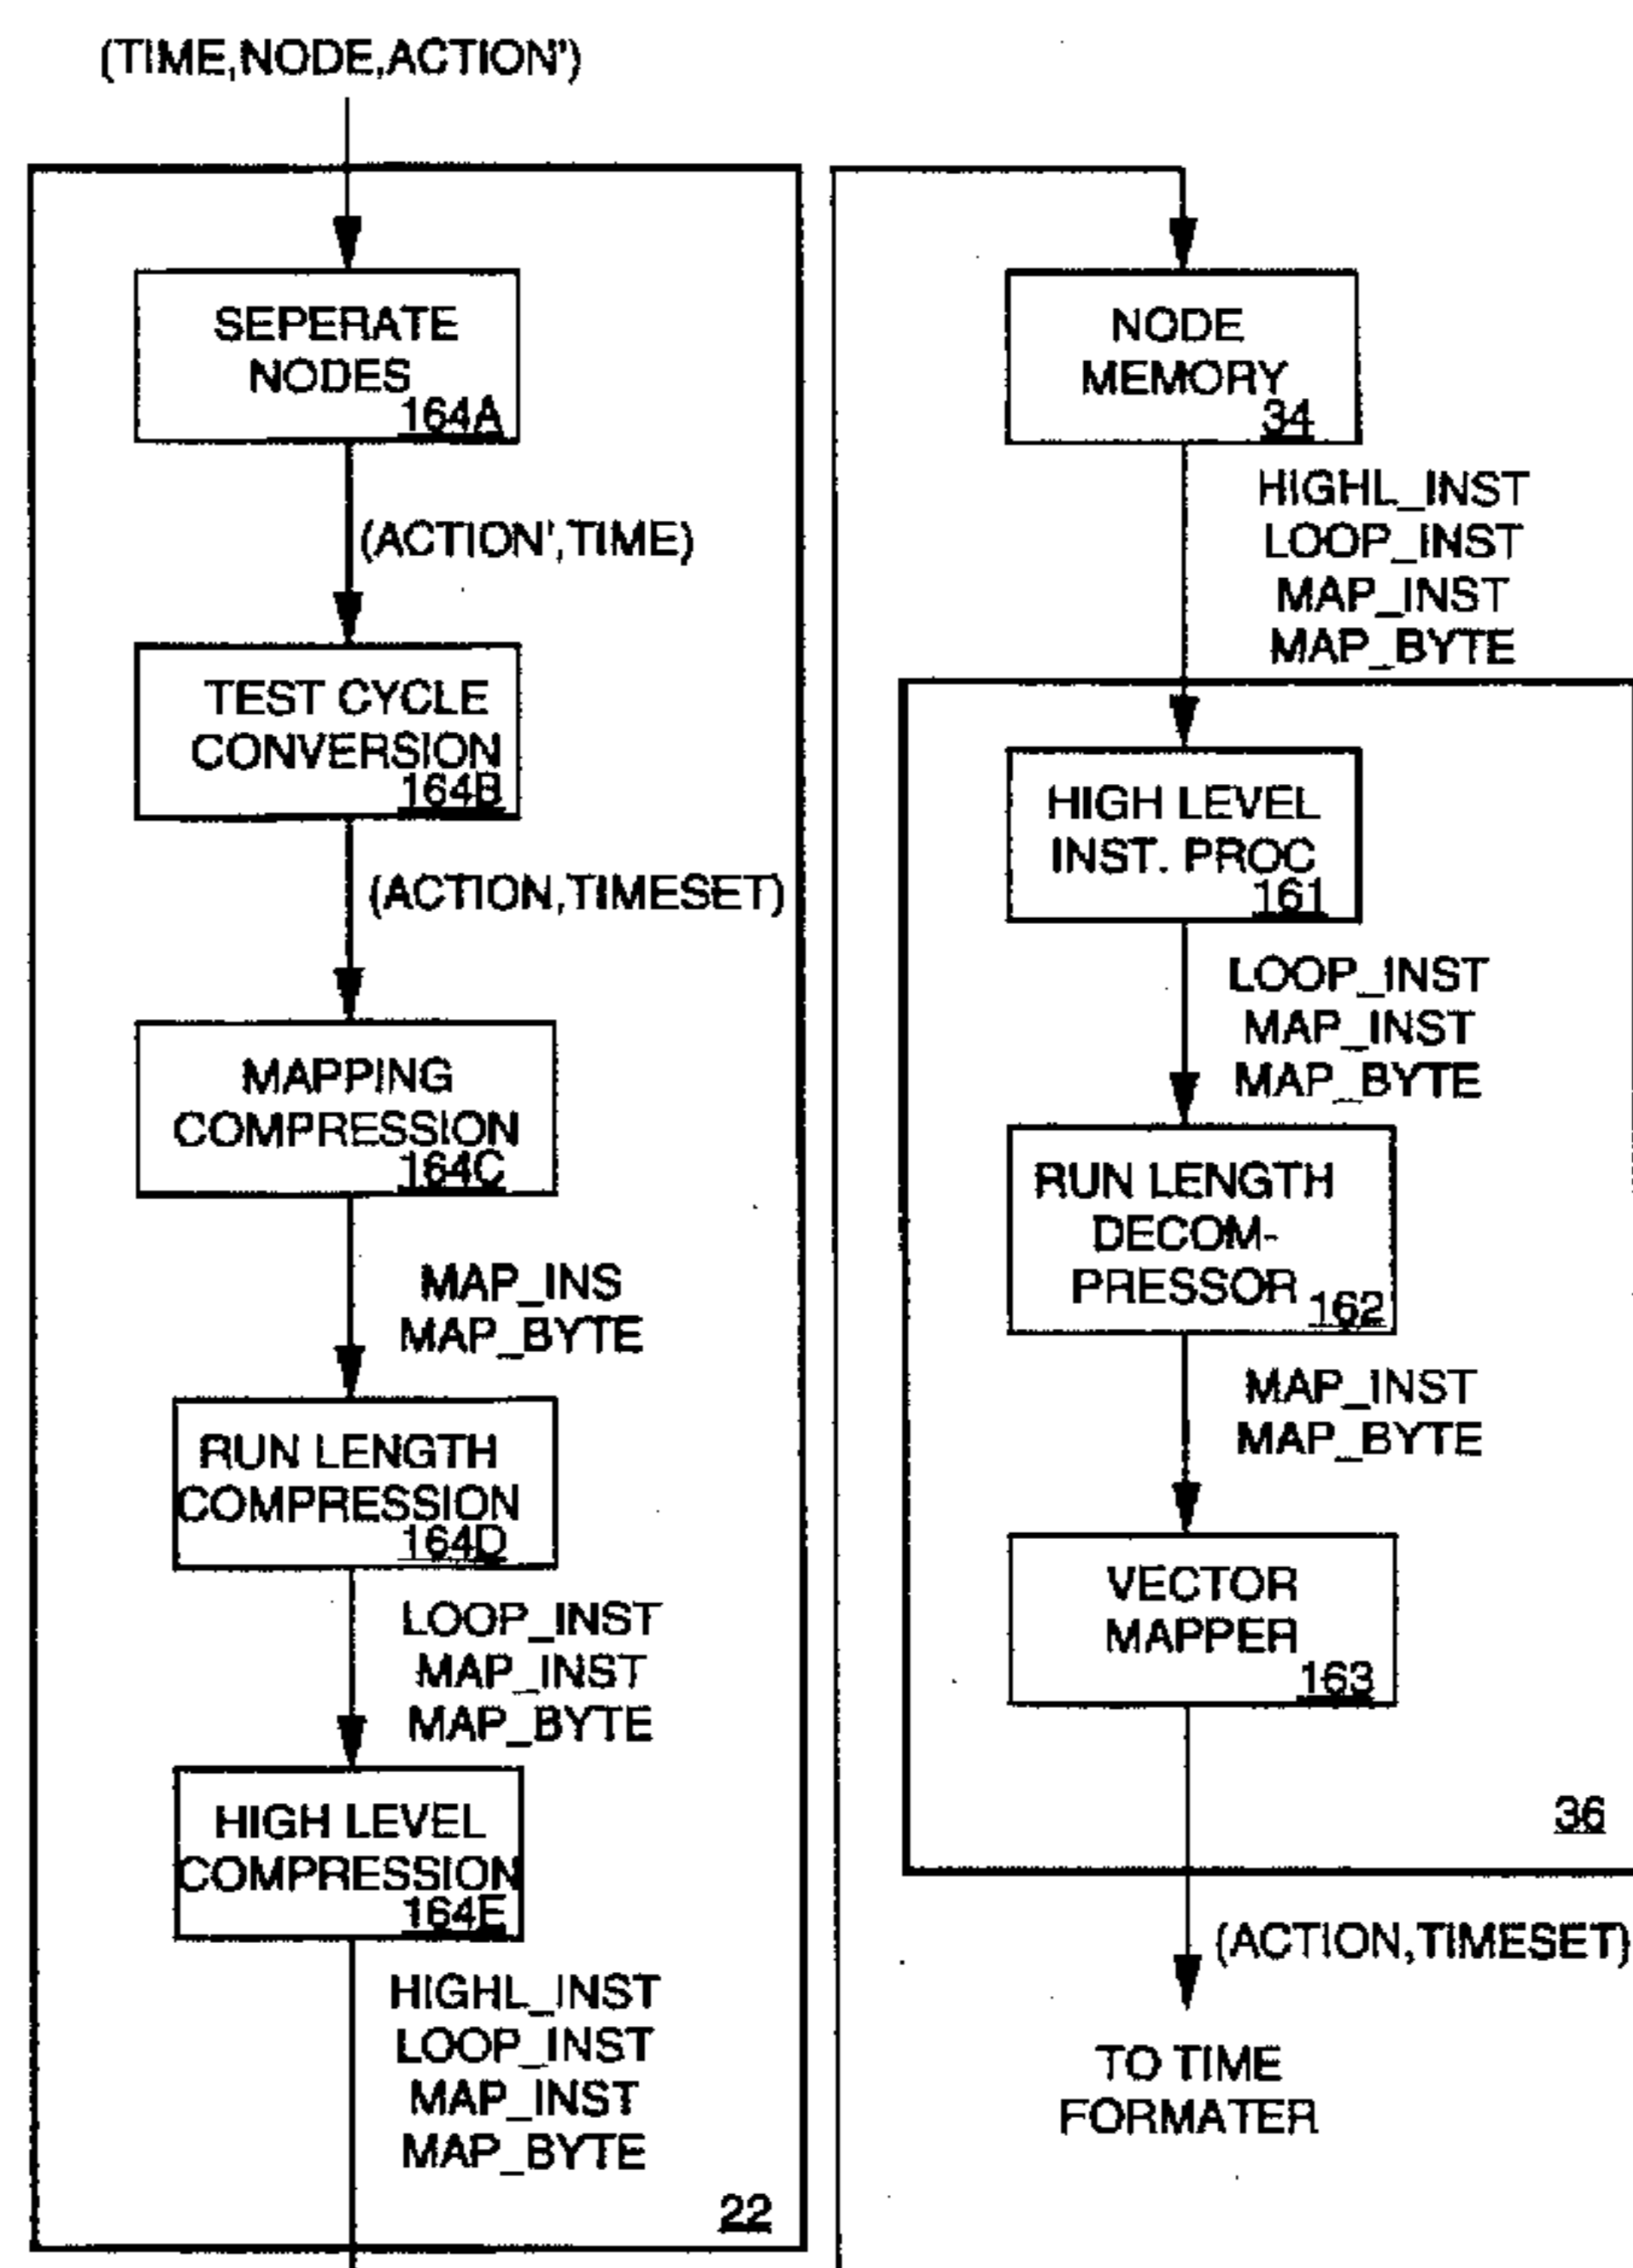 (TIME,NODE,ACTION')
SEPERATE
NODES
164A
(ACTION',TIME)
TEST CYCLE
CONVERSION
164B
(ACTION,TIMESET)
MAPPING
COMPRESSION
164C
MAP_INS
MAP_BYTE
RUN LENGTH
COMPRESSION
164D
LOOP_INST
MAP_INST
MAP_BYTE
HIGH LEVEL
COMPRESSION
164E
HIGHL_INST
LOOP_INST
MAP_INST
MAP_BYTE
22
NODE
MEMORY
34
HIGHL_INST
LOOP_INST
MAP_INST
MAP_BYTE
HIGH LEVEL
INST. PROC
161
LOOP_INST
MAP_INST
MAP_BYTE
RUN LENGTH
DECOM-
PRESSOR
162
MAP_INST
MAP_BYTE
VECTOR
MAPPER
163
36
(ACTION,TIMESET)
TO TIME
FORMATER